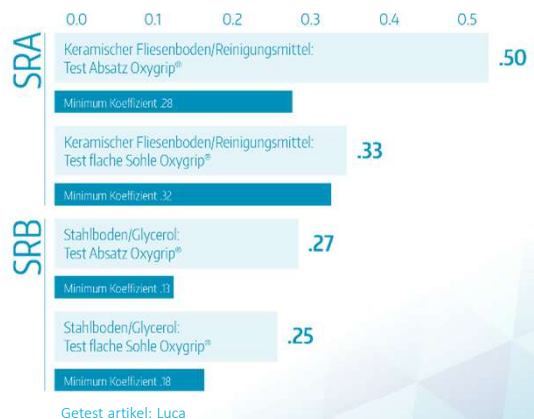 0.0 0.1 0.2 0.3 0.4 0.5
SRA
Keramischer Fliesenboden/Reinigungsmittel:
Test Absatz Oxygrip®
.50
Minimum Koeffizient .28
Keramischer Fliesenboden/Reinigungsmittel:
Test flache Sohle Oxygrip®
.33
Minimum Koeffizient .32
SRB
Stahlboden/Glycerol:
Test Absatz Oxygrip®
.27
Minimum Koeffizient .13
Stahlboden/Glycerol:
Test flache Sohle Oxygrip®
.25
Minimum Koeffizient .18
Getest artikel: Luca